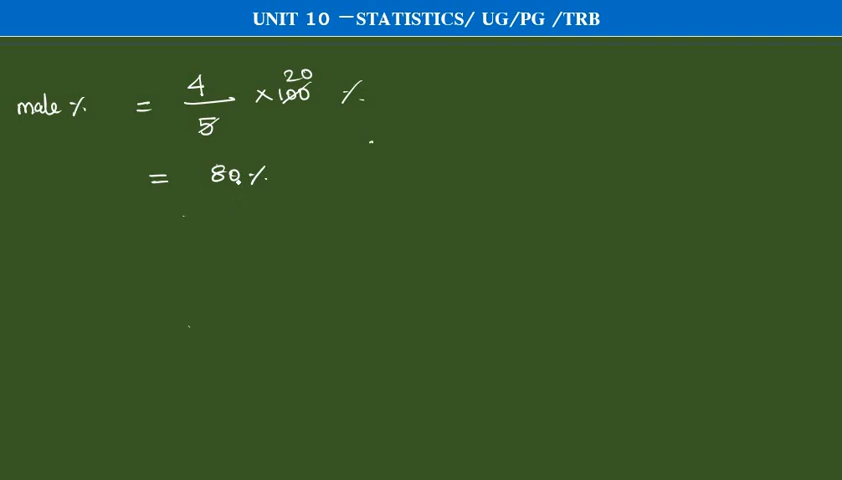 UNIT 10 –STATISTICS/ UG/PG /TRB
male % = 4/5 × 100 % 20
= 80%